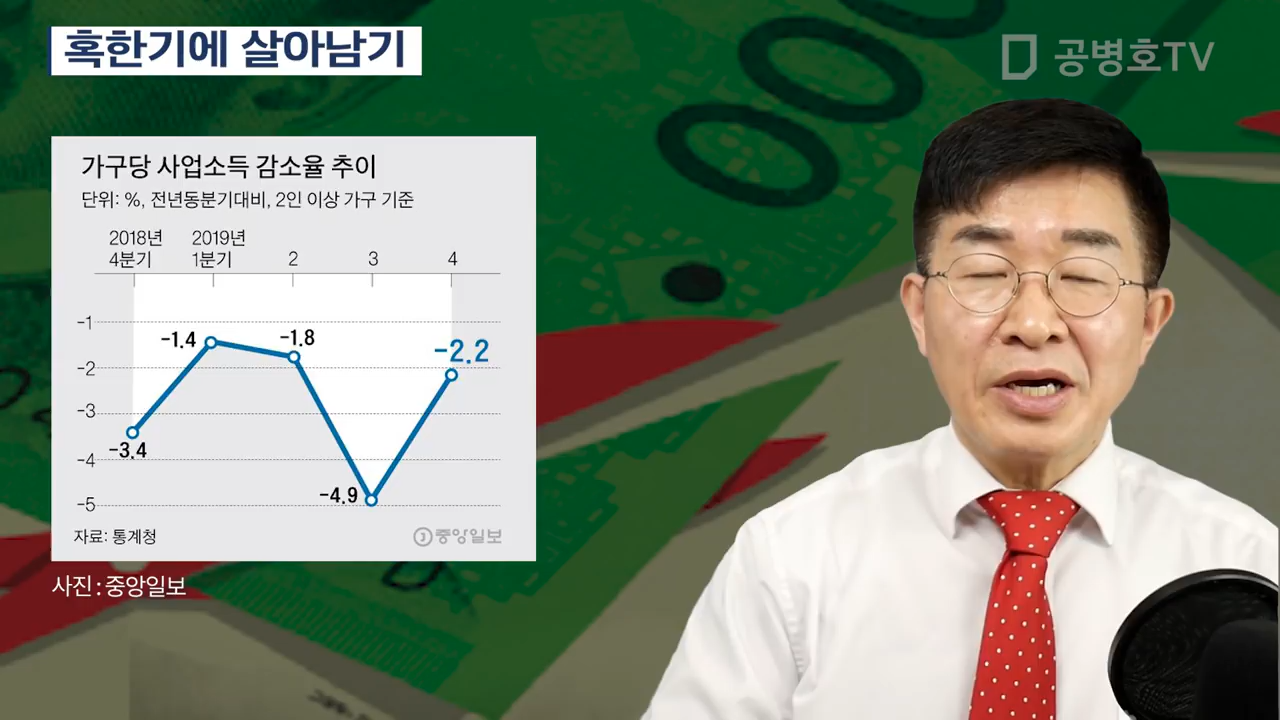 혹한기에 살아남기
공병호TV
가구당 사업소득 감소율 추이
단위: %, 전년동분기대비, 2인 이상 가구 기준
2018년 2019년
4분기 1분기 2 3 4
-1
-2
-3
-4
-5
-3.4
-1.4
-1.8
-4.9
-2.2
자료: 통계청
중앙일보
사진 : 중앙일보
000